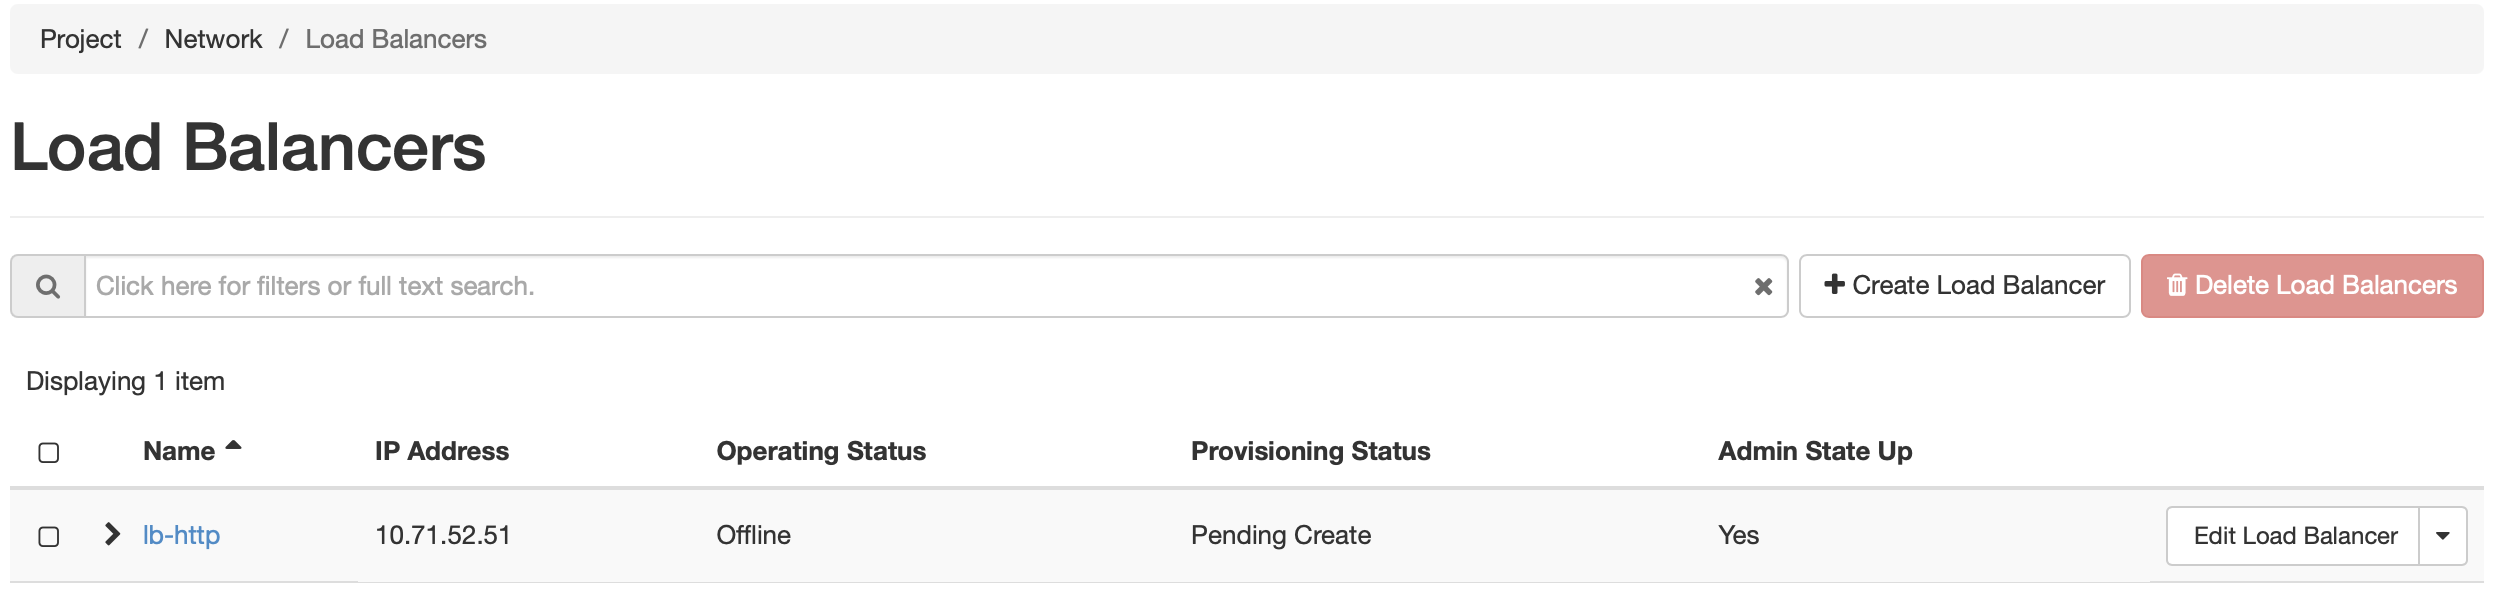 Project / Network / Load Balancers
Load Balancers
Click here for filters or full text search.
Create Load Balancer
Delete Load Balancers
Displaying 1 item
Name IP Address Operating Status Provisioning Status Admin State Up
lb-http 10.71.52.51 Offline Pending Create Yes Edit Load Balancer